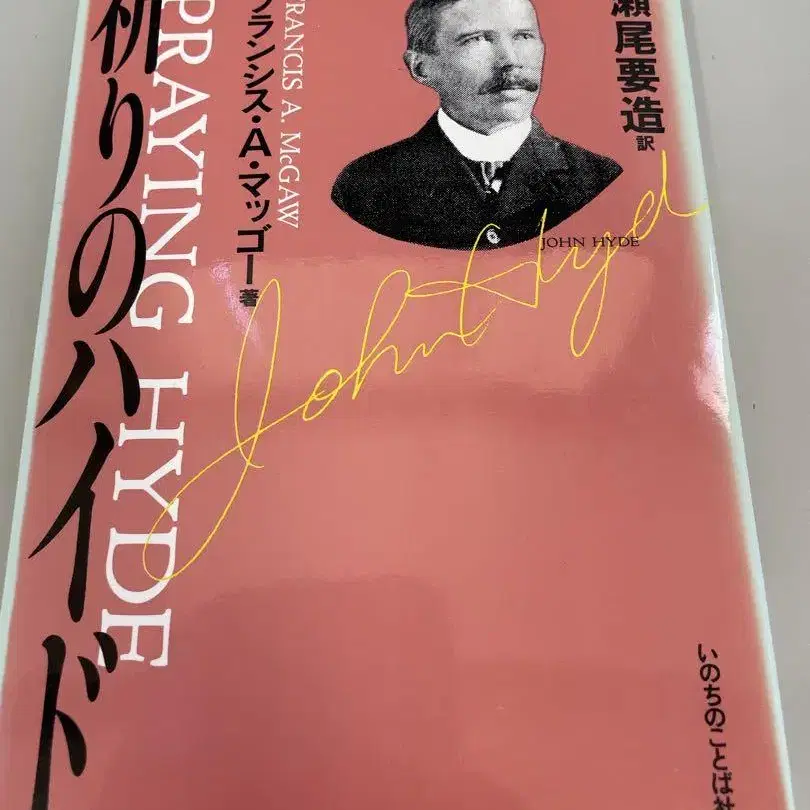 祈りのハイド
PRAYING HYDE
フランシス・A・マッゴー著
FRANCIS A. McGAW
瀬尾要造訳
JOHN HYDE
John Hyd
いのちのことば社